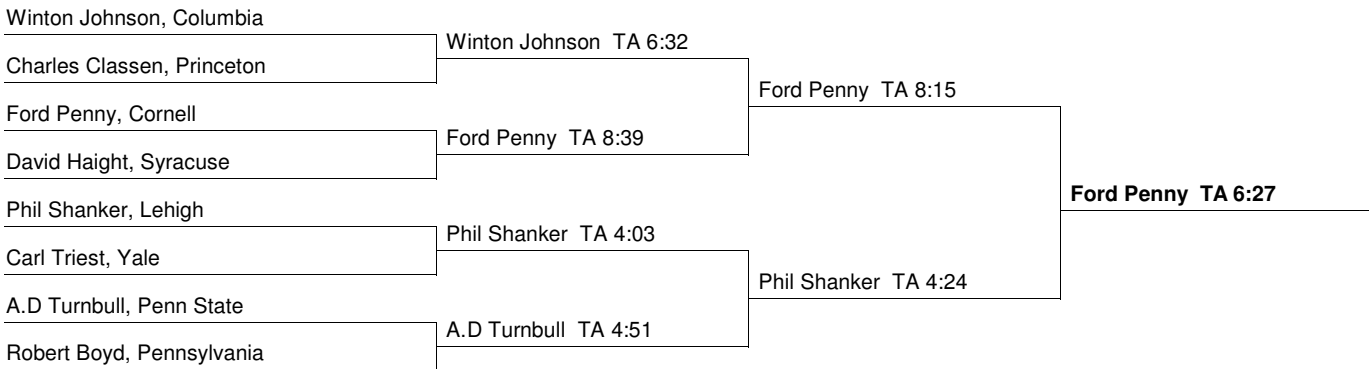 Winton Johnson, Columbia
Winton Johnson TA 6:32
Charles Classen, Princeton
Ford Penny TA 8:15
Ford Penny, Cornell
Ford Penny TA 8:39
David Haight, Syracuse
Ford Penny TA 6:27
Phil Shanker, Lehigh
Phil Shanker TA 4:03
Carl Triest, Yale
Phil Shanker TA 4:24
A.D Turnbull, Penn State
A.D Turnbull TA 4:51
Robert Boyd, Pennsylvania